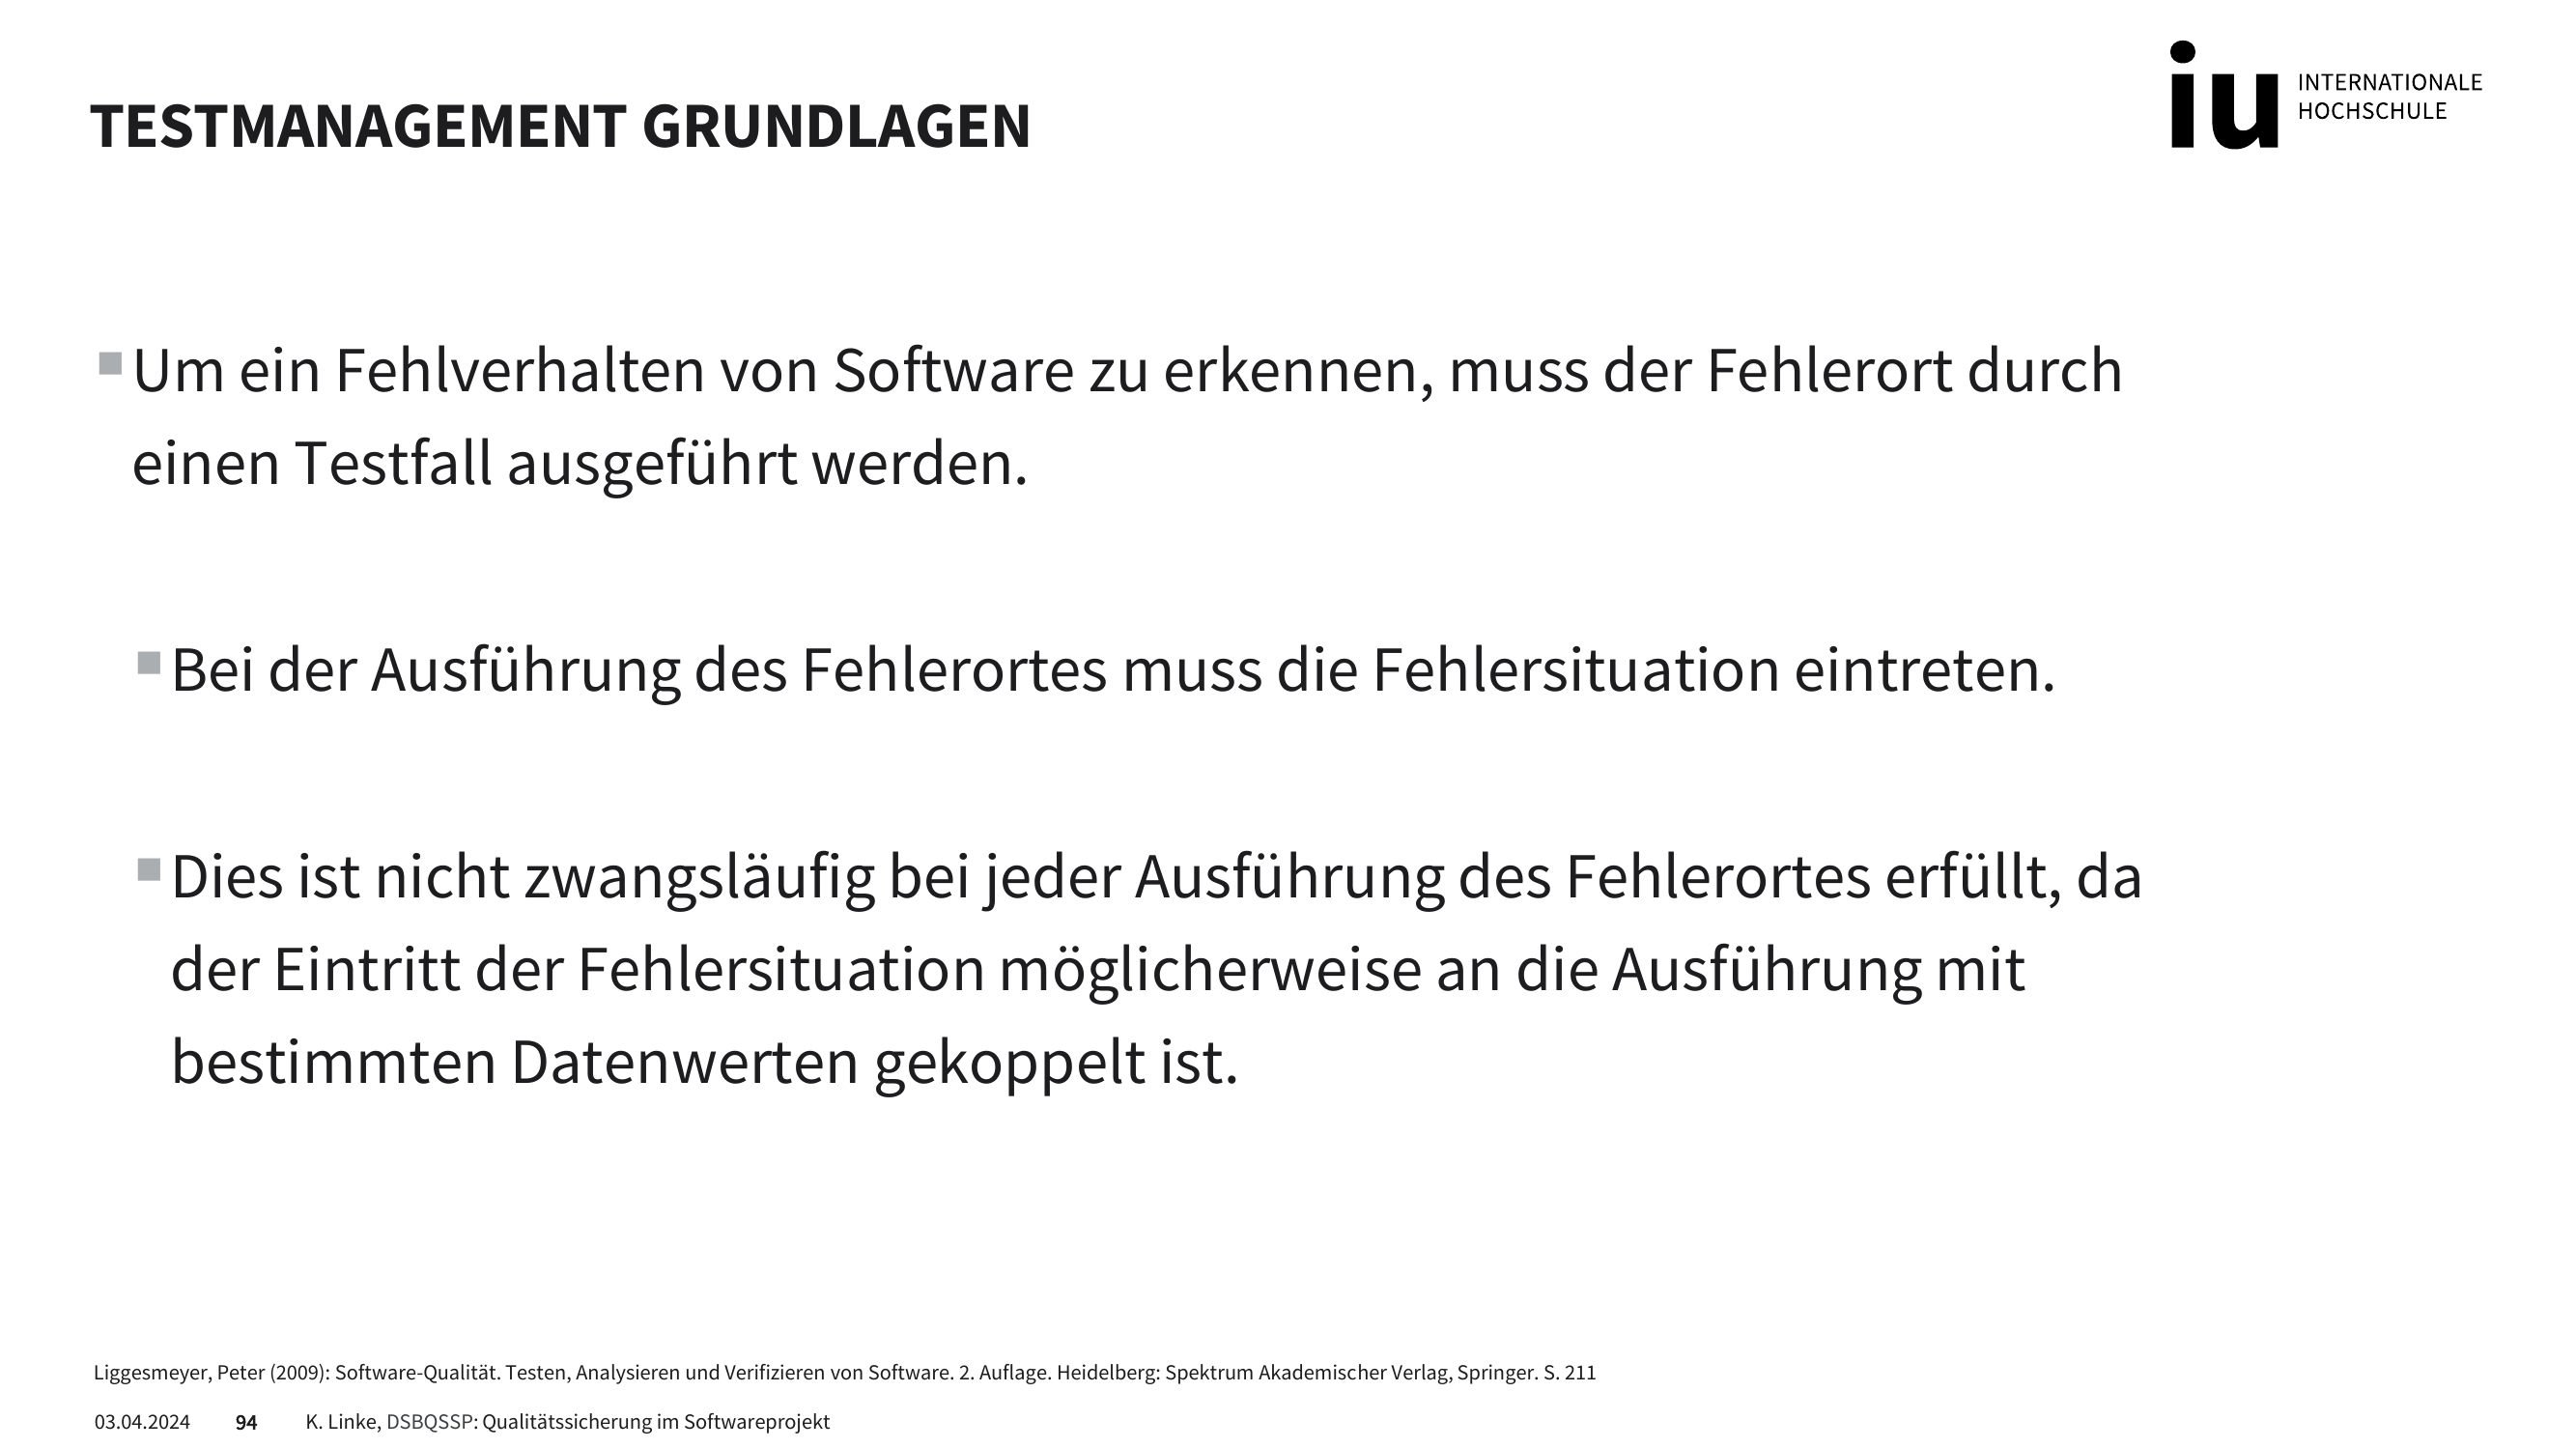 TESTMANAGEMENT GRUNDLAGEN
iu INTERNATIONALE
HOCHSCHULE
Um ein Fehlverhalten von Software zu erkennen, muss der Fehlerort durch
einen Testfall ausgeführt werden.
Bei der Ausführung des Fehlerortes muss die Fehlersituation eintreten.
Dies ist nicht zwangsläufig bei jeder Ausführung des Fehlerortes erfüllt, da
der Eintritt der Fehlersituation möglicherweise an die Ausführung mit
bestimmten Datenwerten gekoppelt ist.
Liggesmeyer, Peter (2009): Software-Qualität. Testen, Analysieren und Verifizieren von Software. 2. Auflage. Heidelberg: Spektrum Akademischer Verlag, Springer. S. 211
03.04.2024 94 K. Linke, DSBQSSP: Qualitätssicherung im Softwareprojekt